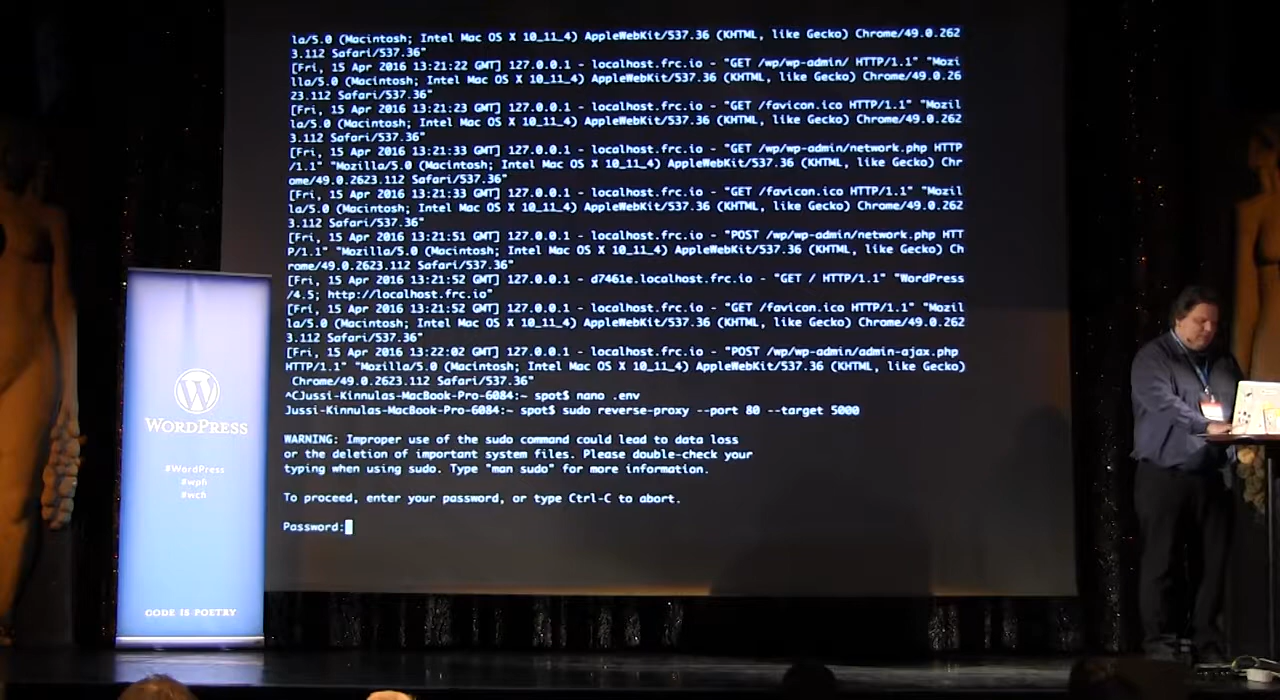 la/5.0 (Macintosh; Intel Mac OS X 10_11_4) AppleWebKit/537.36 (KHTML, like Gecko) Chrome/49.0.262
3.112 Safari/537.36"
[Fri, 15 Apr 2016 13:21:22 GMT] 127.0.0.1 - localhost.frc.io - "GET /wp/wp-admin/ HTTP/1.1" "Mozi
lla/5.0 (Macintosh; Intel Mac OS X 10_11_4) AppleWebKit/537.36 (KHTML, like Gecko) Chrome/49.0.26
23.112 Safari/537.36"
[Fri, 15 Apr 2016 13:21:23 GMT] 127.0.0.1 - localhost.frc.io - "GET /favicon.ico HTTP/1.1" "Mozil
la/5.0 (Macintosh; Intel Mac OS X 10_11_4) AppleWebKit/537.36 (KHTML, like Gecko) Chrome/49.0.262
3.112 Safari/537.36"
[Fri, 15 Apr 2016 13:21:33 GMT] 127.0.0.1 - localhost.frc.io - "GET /wp/wp-admin/network.php HTTP
/1.1" "Mozilla/5.0 (Macintosh; Intel Mac OS X 10_11_4) AppleWebKit/537.36 (KHTML, like Gecko) Chr
ome/49.0.2623.112 Safari/537.36"
[Fri, 15 Apr 2016 13:21:33 GMT] 127.0.0.1 - localhost.frc.io - "GET /favicon.ico HTTP/1.1" "Mozil
la/5.0 (Macintosh; Intel Mac OS X 10_11_4) AppleWebKit/537.36 (KHTML, like Gecko) Chrome/49.0.262
3.112 Safari/537.36"
[Fri, 15 Apr 2016 13:21:51 GMT] 127.0.0.1 - localhost.frc.io - "POST /wp/wp-admin/network.php HTT
P/1.1" "Mozilla/5.0 (Macintosh; Intel Mac OS X 10_11_4) AppleWebKit/537.36 (KHTML, like Gecko) Ch
rome/49.0.2623.112 Safari/537.36"
[Fri, 15 Apr 2016 13:21:52 GMT] 127.0.0.1 - d7461e.localhost.frc.io - "GET / HTTP/1.1" "WordPress
/4.5; http://localhost.frc.io"
[Fri, 15 Apr 2016 13:21:52 GMT] 127.0.0.1 - localhost.frc.io - "GET /favicon.ico HTTP/1.1" "Mozil
la/5.0 (Macintosh; Intel Mac OS X 10_11_4) AppleWebKit/537.36 (KHTML, like Gecko) Chrome/49.0.262
3.112 Safari/537.36"
[Fri, 15 Apr 2016 13:22:02 GMT] 127.0.0.1 - localhost.frc.io - "POST /wp/wp-admin/admin-ajax.php
HTTP/1.1" "Mozilla/5.0 (Macintosh; Intel Mac OS X 10_11_4) AppleWebKit/537.36 (KHTML, like Gecko)
Chrome/49.0.2623.112 Safari/537.36"
^CJussi-Kinnulas-MacBook-Pro-6084:~ spot$ nano .env
Jussi-Kinnulas-MacBook-Pro-6084:~ spot$ sudo reverse-proxy --port 80 --target 5000
WARNING: Improper use of the sudo command could lead to data loss
or the deletion of important system files. Please double-check your
typing when using sudo. Type "man sudo" for more information.
To proceed, enter your password, or type Ctrl-C to abort.
Password:
WORDPRESS
#WordPress
#wpfi
#wcfi
CODE IS POETRY